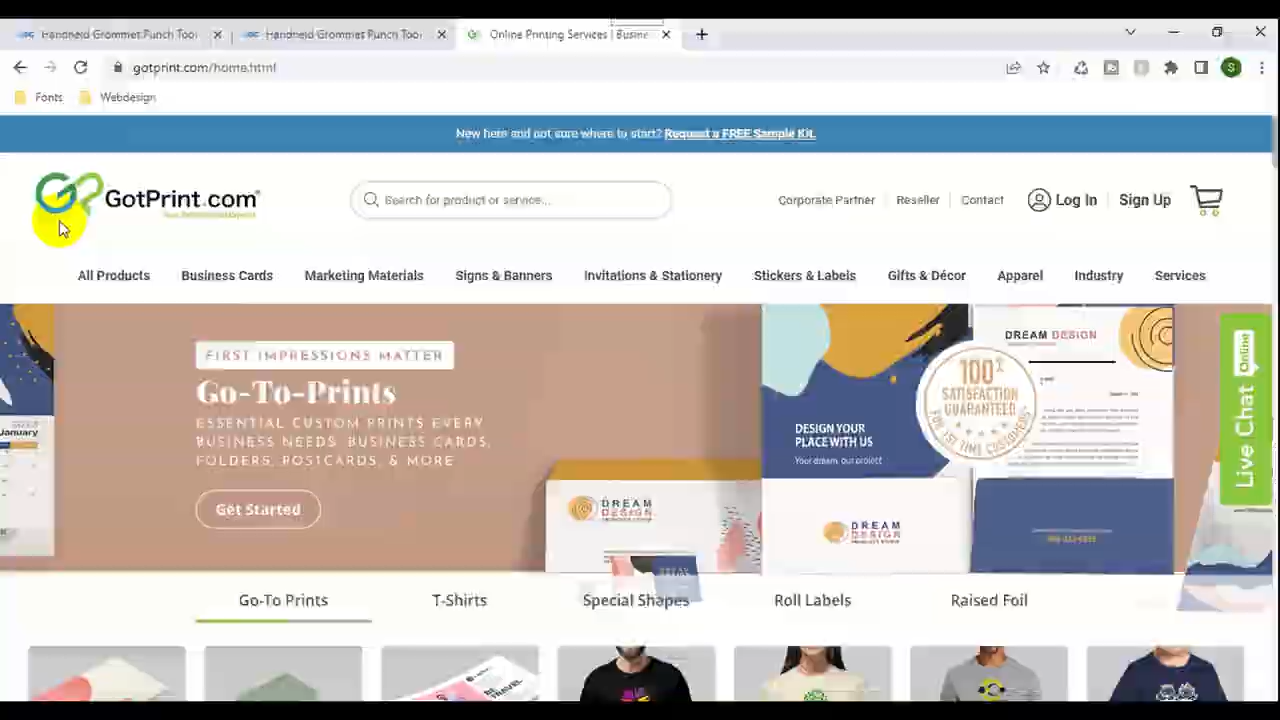 Handheld Grommet Punch Tool
Handheld Grommet Punch Tool
Online Printing Services | Busine
gotprint.com/home.html
S
Fonts
Webdesign
New here and not sure where to start? Request a FREE Sample Kit.
GotPrint.com
Search for product or service...
Corporate Partner
Reseller
Contact
Log In
Sign Up
All Products
Business Cards
Marketing Materials
Signs & Banners
Invitations & Stationery
Stickers & Labels
Gifts & Décor
Apparel
Industry
Services
FIRST IMPRESSIONS MATTER
Go-To-Prints
ESSENTIAL CUSTOM PRINTS EVERY
BUSINESS NEEDS. BUSINESS CARDS,
FOLDERS, POSTCARDS, & MORE
Get Started
January
DREAM
DESIGN
DESIGN YOUR
PLACE WITH US
Your dream, our project
DREAM
DESIGN
100%
SATISFACTION
GUARANTEED
FOR 1ST TIME CUSTOMERS
DREAM DESIGN
Live Chat
Online
Go-To Prints
T-Shirts
Special Shapes
Roll Labels
Raised Foil